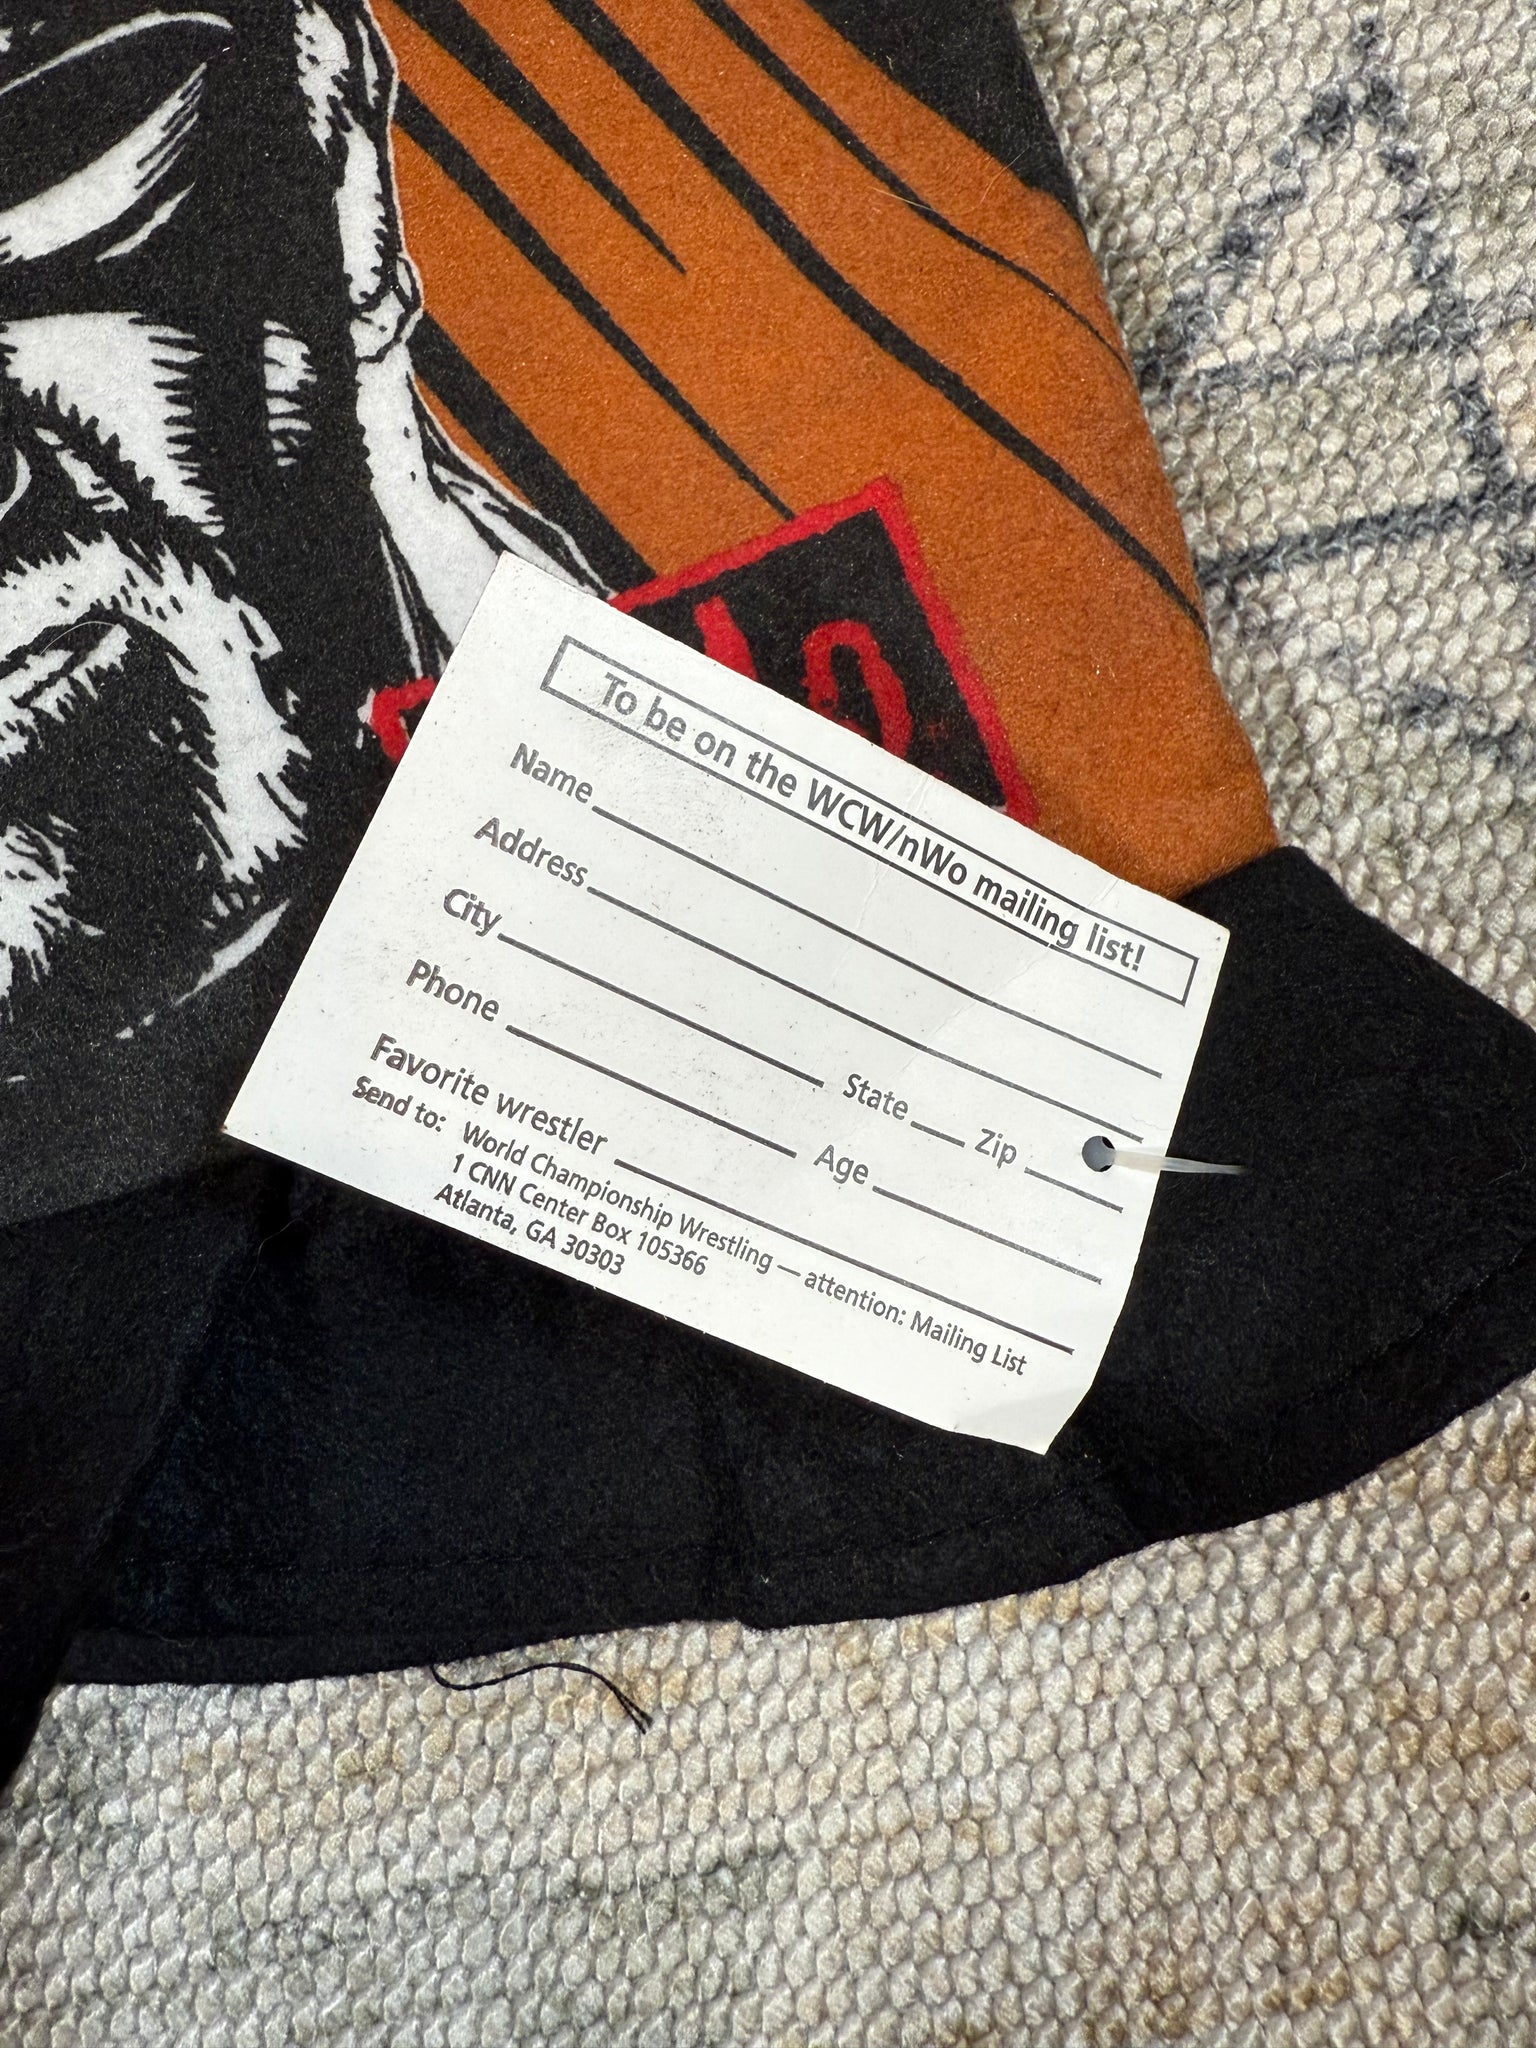 To be on the WCW/nWo mailing list!
Name
Address
City State Zip
Phone Age
Favorite wrestler
Send to: World Championship Wrestling — attention: Mailing List
1 CNN Center Box 105366
Atlanta, GA 30303